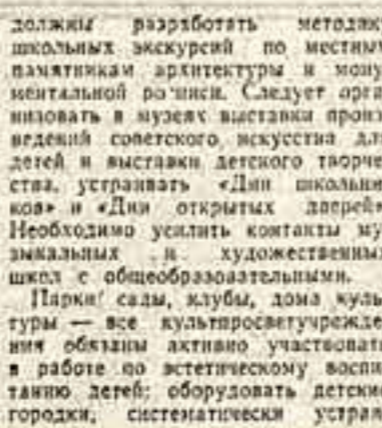 должны разработать методик
школьных экскурсий по местным
памятникам архитектуры и мону
ментальной росписи. Следует орга
низовать в музеях выставки произ
ведений советского искусства для
детей и выставки детского творче
ства, устраивать «Дни школьни
ков» и «Дни открытых дверей»
Необходимо усилить контакты му
зыкальных и художественных
школ с общеобразовательными.
Парки, сады, клубы, дома куль
туры — все культпросветучрежде
ния обязаны активно участвовать
в работе по эстетическому воспи
танию детей: оборудовать детские
городки, систематически устраи